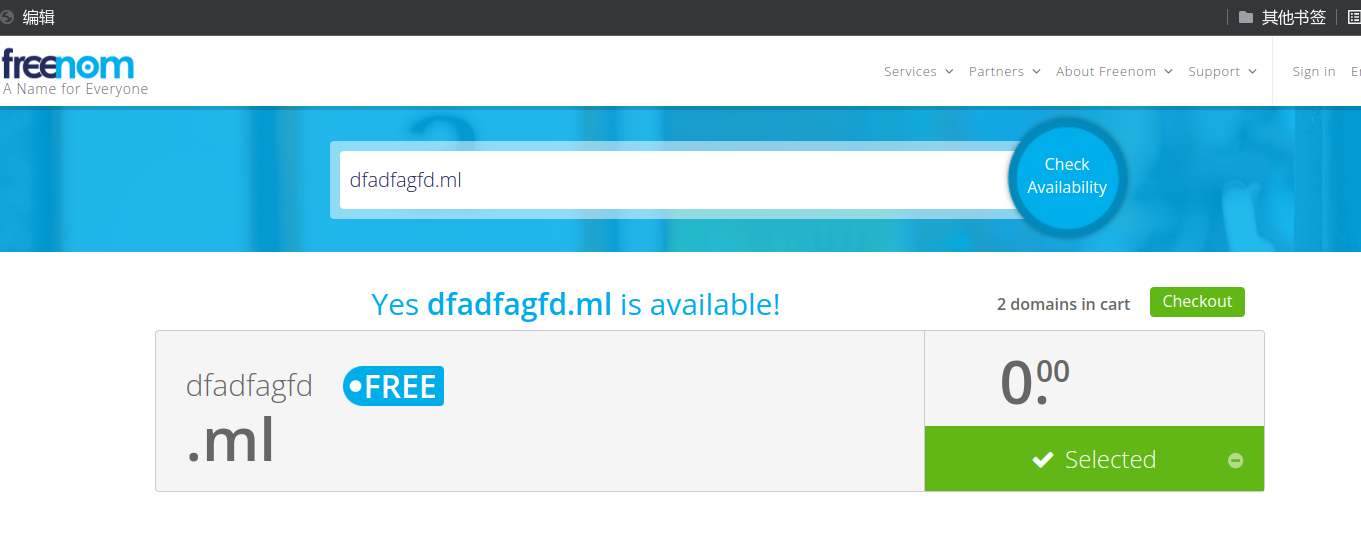 编辑
其他书签
freenom
A Name for Everyone
Services Partners About Freenom Support Sign in
dfadfagfd.ml
Check
Availability
Yes dfadfagfd.ml is available!
2 domains in cart
Checkout
dfadfagfd
FREE
.ml
0.00
Selected